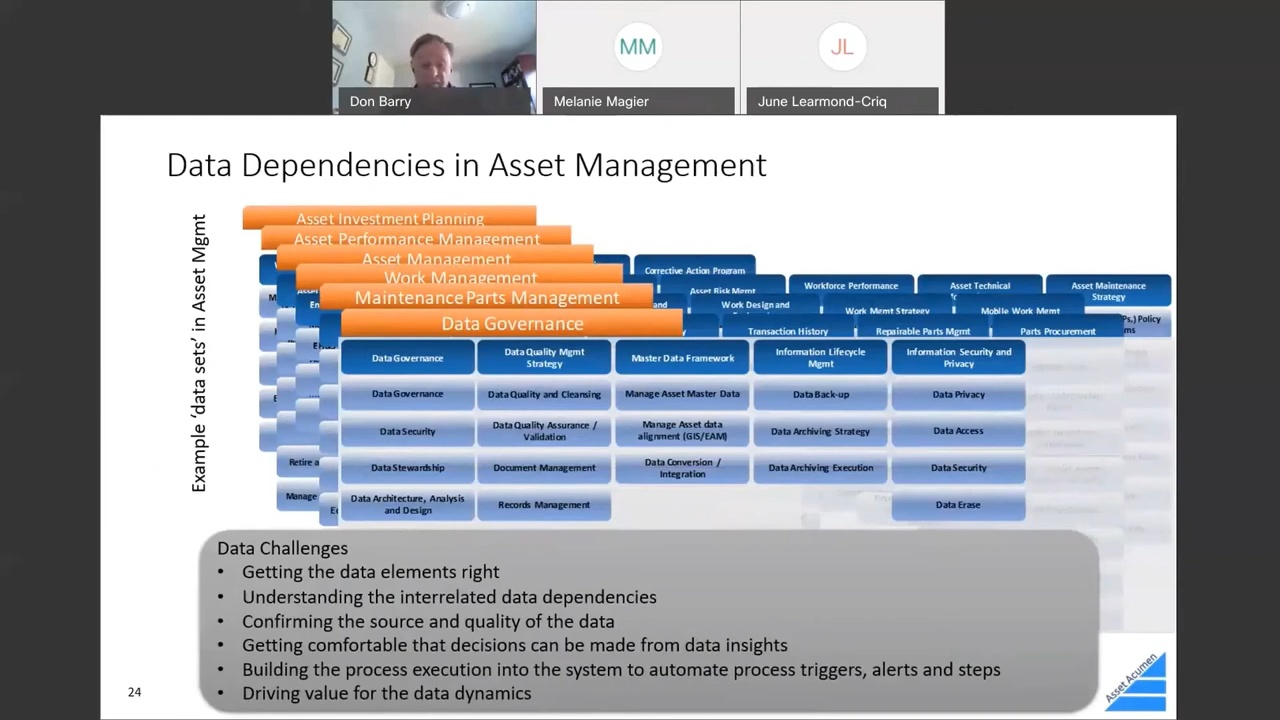 MM
JL
Don Barry
Melanie Magier
June Learmond-Criq
Data Dependencies in Asset Management
Example 'data sets' in Asset Mgmt
Asset Investment Planning
Asset Performance Management
Asset Management
Work Management
Maintenance Parts Management
Data Governance
Corrective Action Program
Asset Risk Mgmt
Workforce Performance
Asset Technical
Asset Maintenance
Strategy
Work Design and
Work Mgmt Strategy
Mobile Work Mgmt
Policy
Transaction History
Repairable Parts Mgmt
Parts Procurement
Data Governance
Data Quality Mgmt
Strategy
Master Data Framework
Information Lifecycle
Mgmt
Information Security and
Privacy
Data Governance
Data Quality and Cleansing
Manage Asset Master Data
Data Back-up
Data Privacy
Data Security
Data Quality Assurance /
Validation
Manage Asset data
alignment (GIS/EAM)
Data Archiving Strategy
Data Access
Retire a
Data Stewardship
Document Management
Data Conversion /
Integration
Data Archiving Execution
Data Security
Manage
Data Architecture, Analysis
and Design
Records Management
Data Erase
Data Challenges
• Getting the data elements right
• Understanding the interrelated data dependencies
• Confirming the source and quality of the data
• Getting comfortable that decisions can be made from data insights
• Building the process execution into the system to automate process triggers, alerts and steps
• Driving value for the data dynamics
24
Asset Acumen